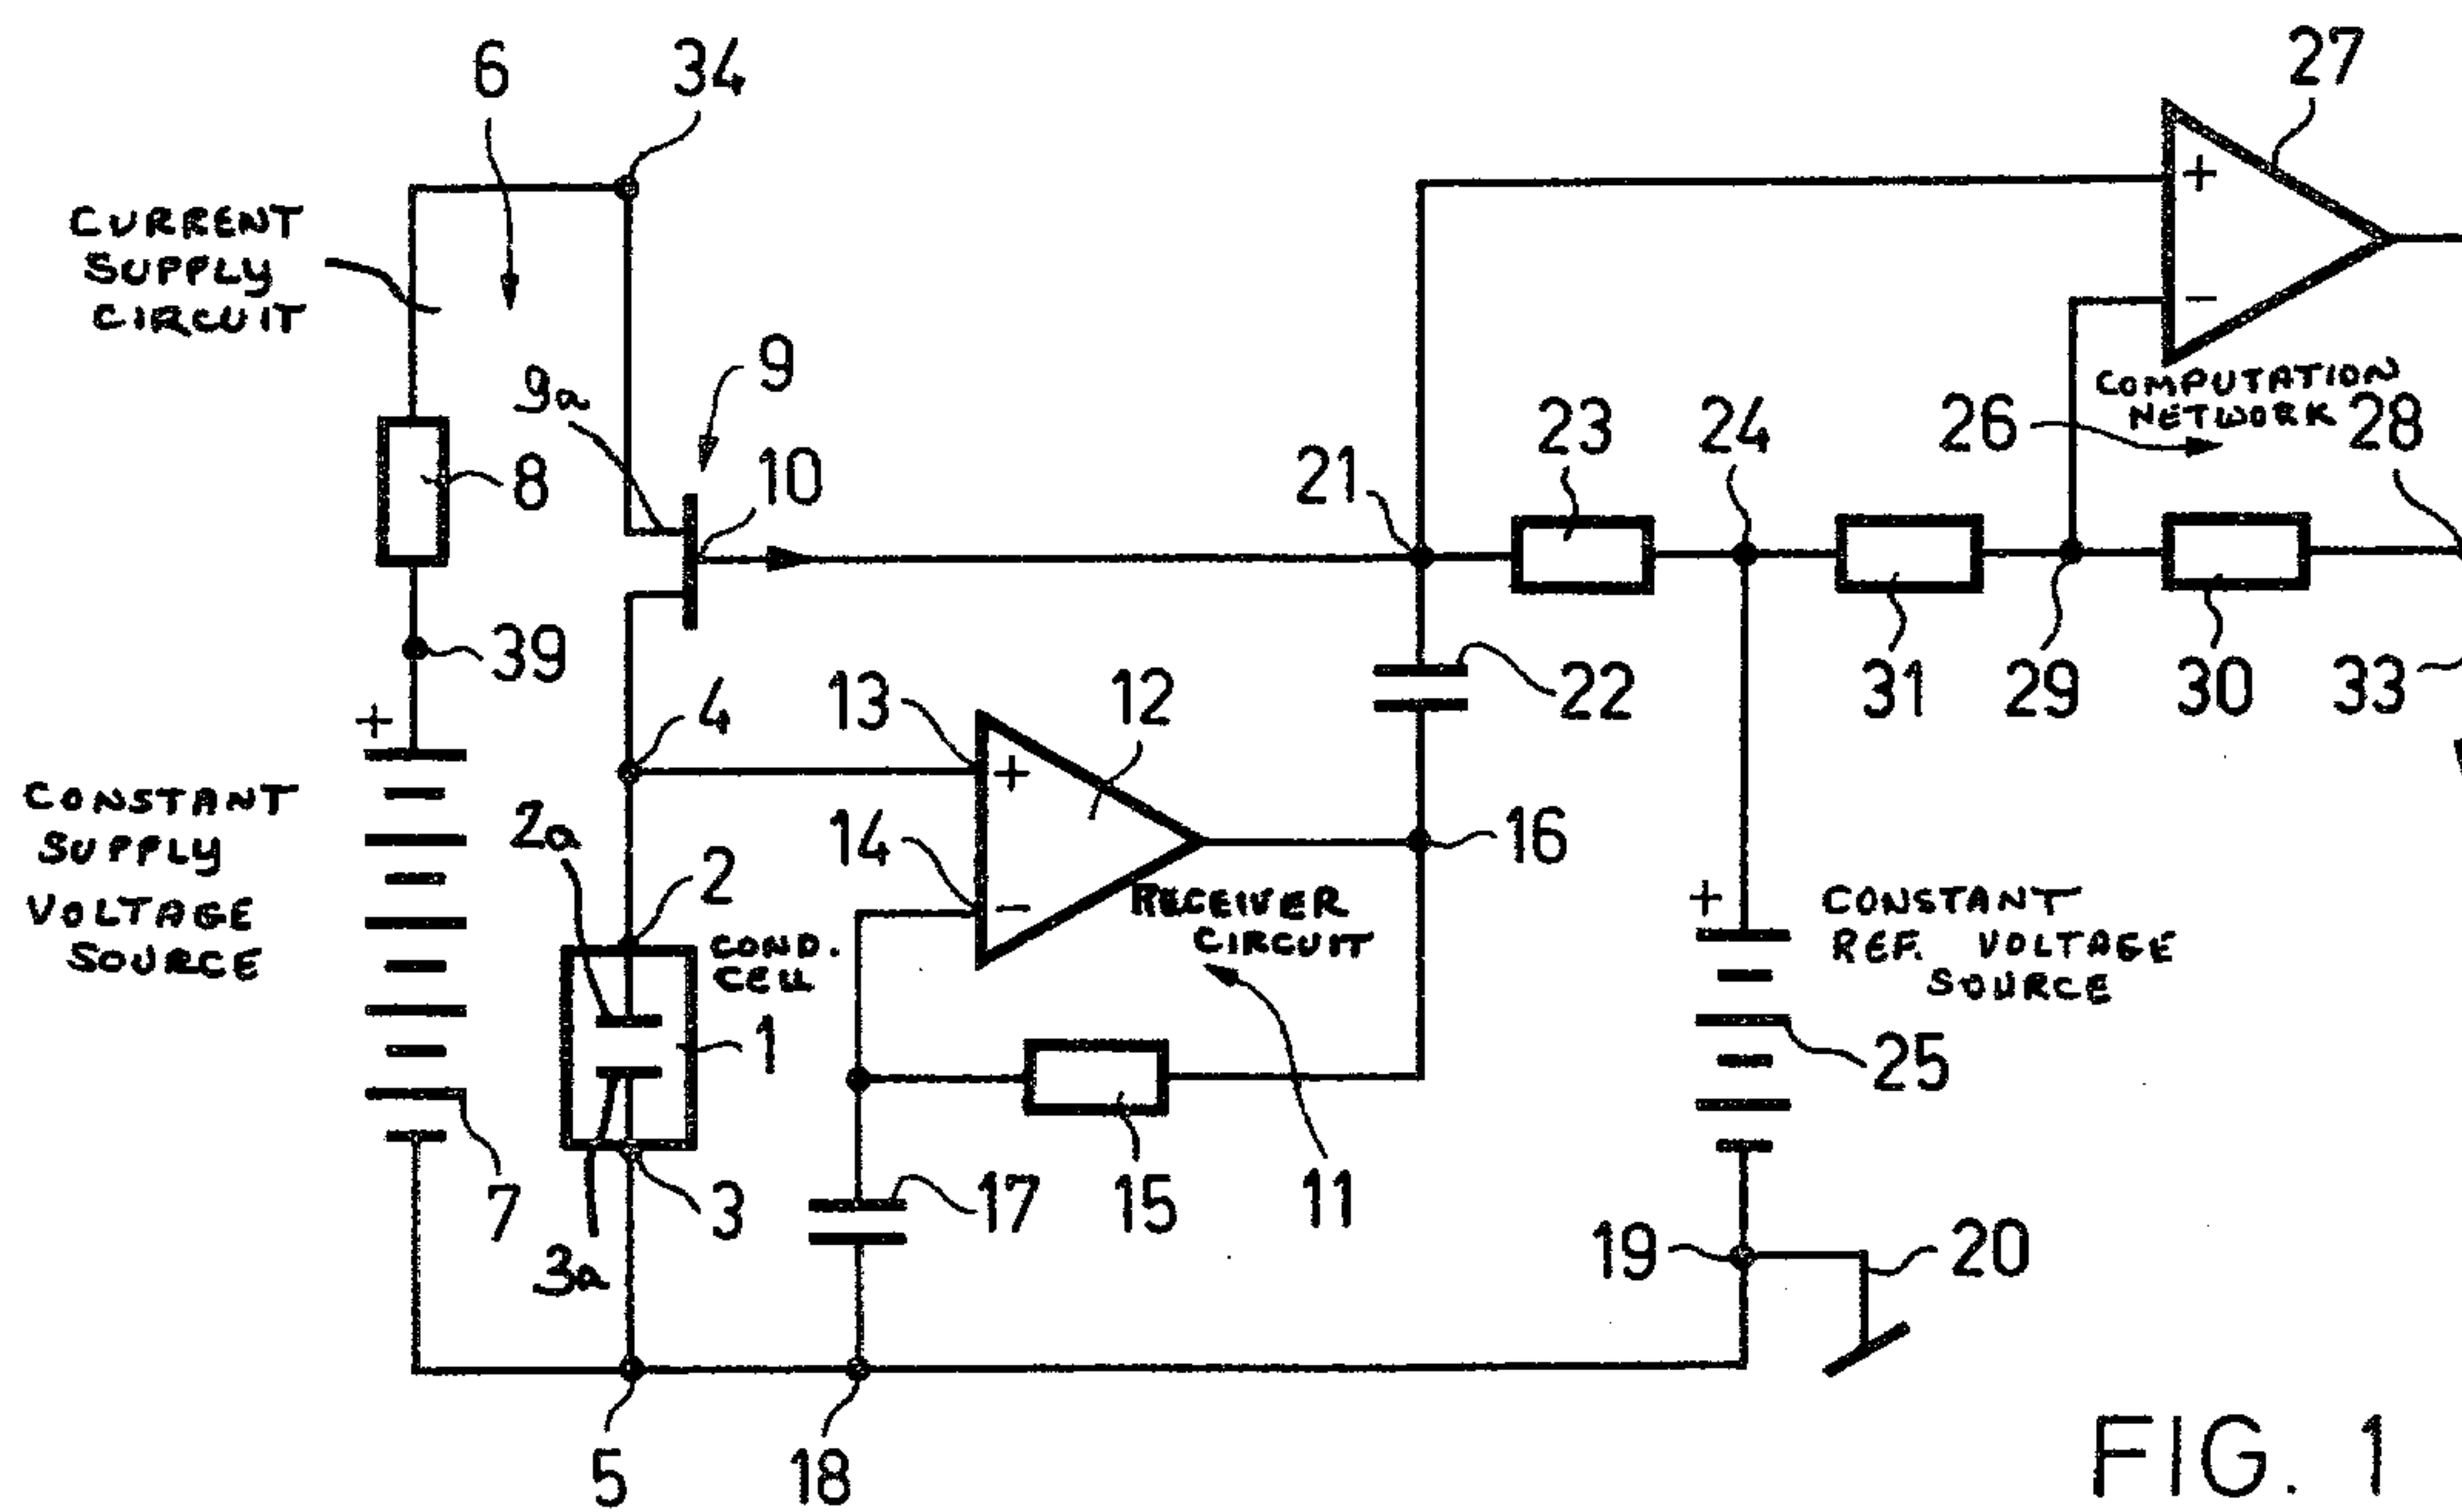 6
34
27
CURRENT
SUPPLY
CIRCUIT
+
−
9
9a
COMPUTATION
NETWORK
26
28
23
24
8
10
21
39
4
13
12
22
31
29
30
33
+
+
−
CONSTANT
SUPPLY
VOLTAGE
SOURCE
2a
14
16
2
RECEIVER
CIRCUIT
COND.
CELL
+
CONSTANT
REF. VOLTAGE
SOURCE
1
25
7
3
17
15
11
3a
19
20
5
18
FIG. 1